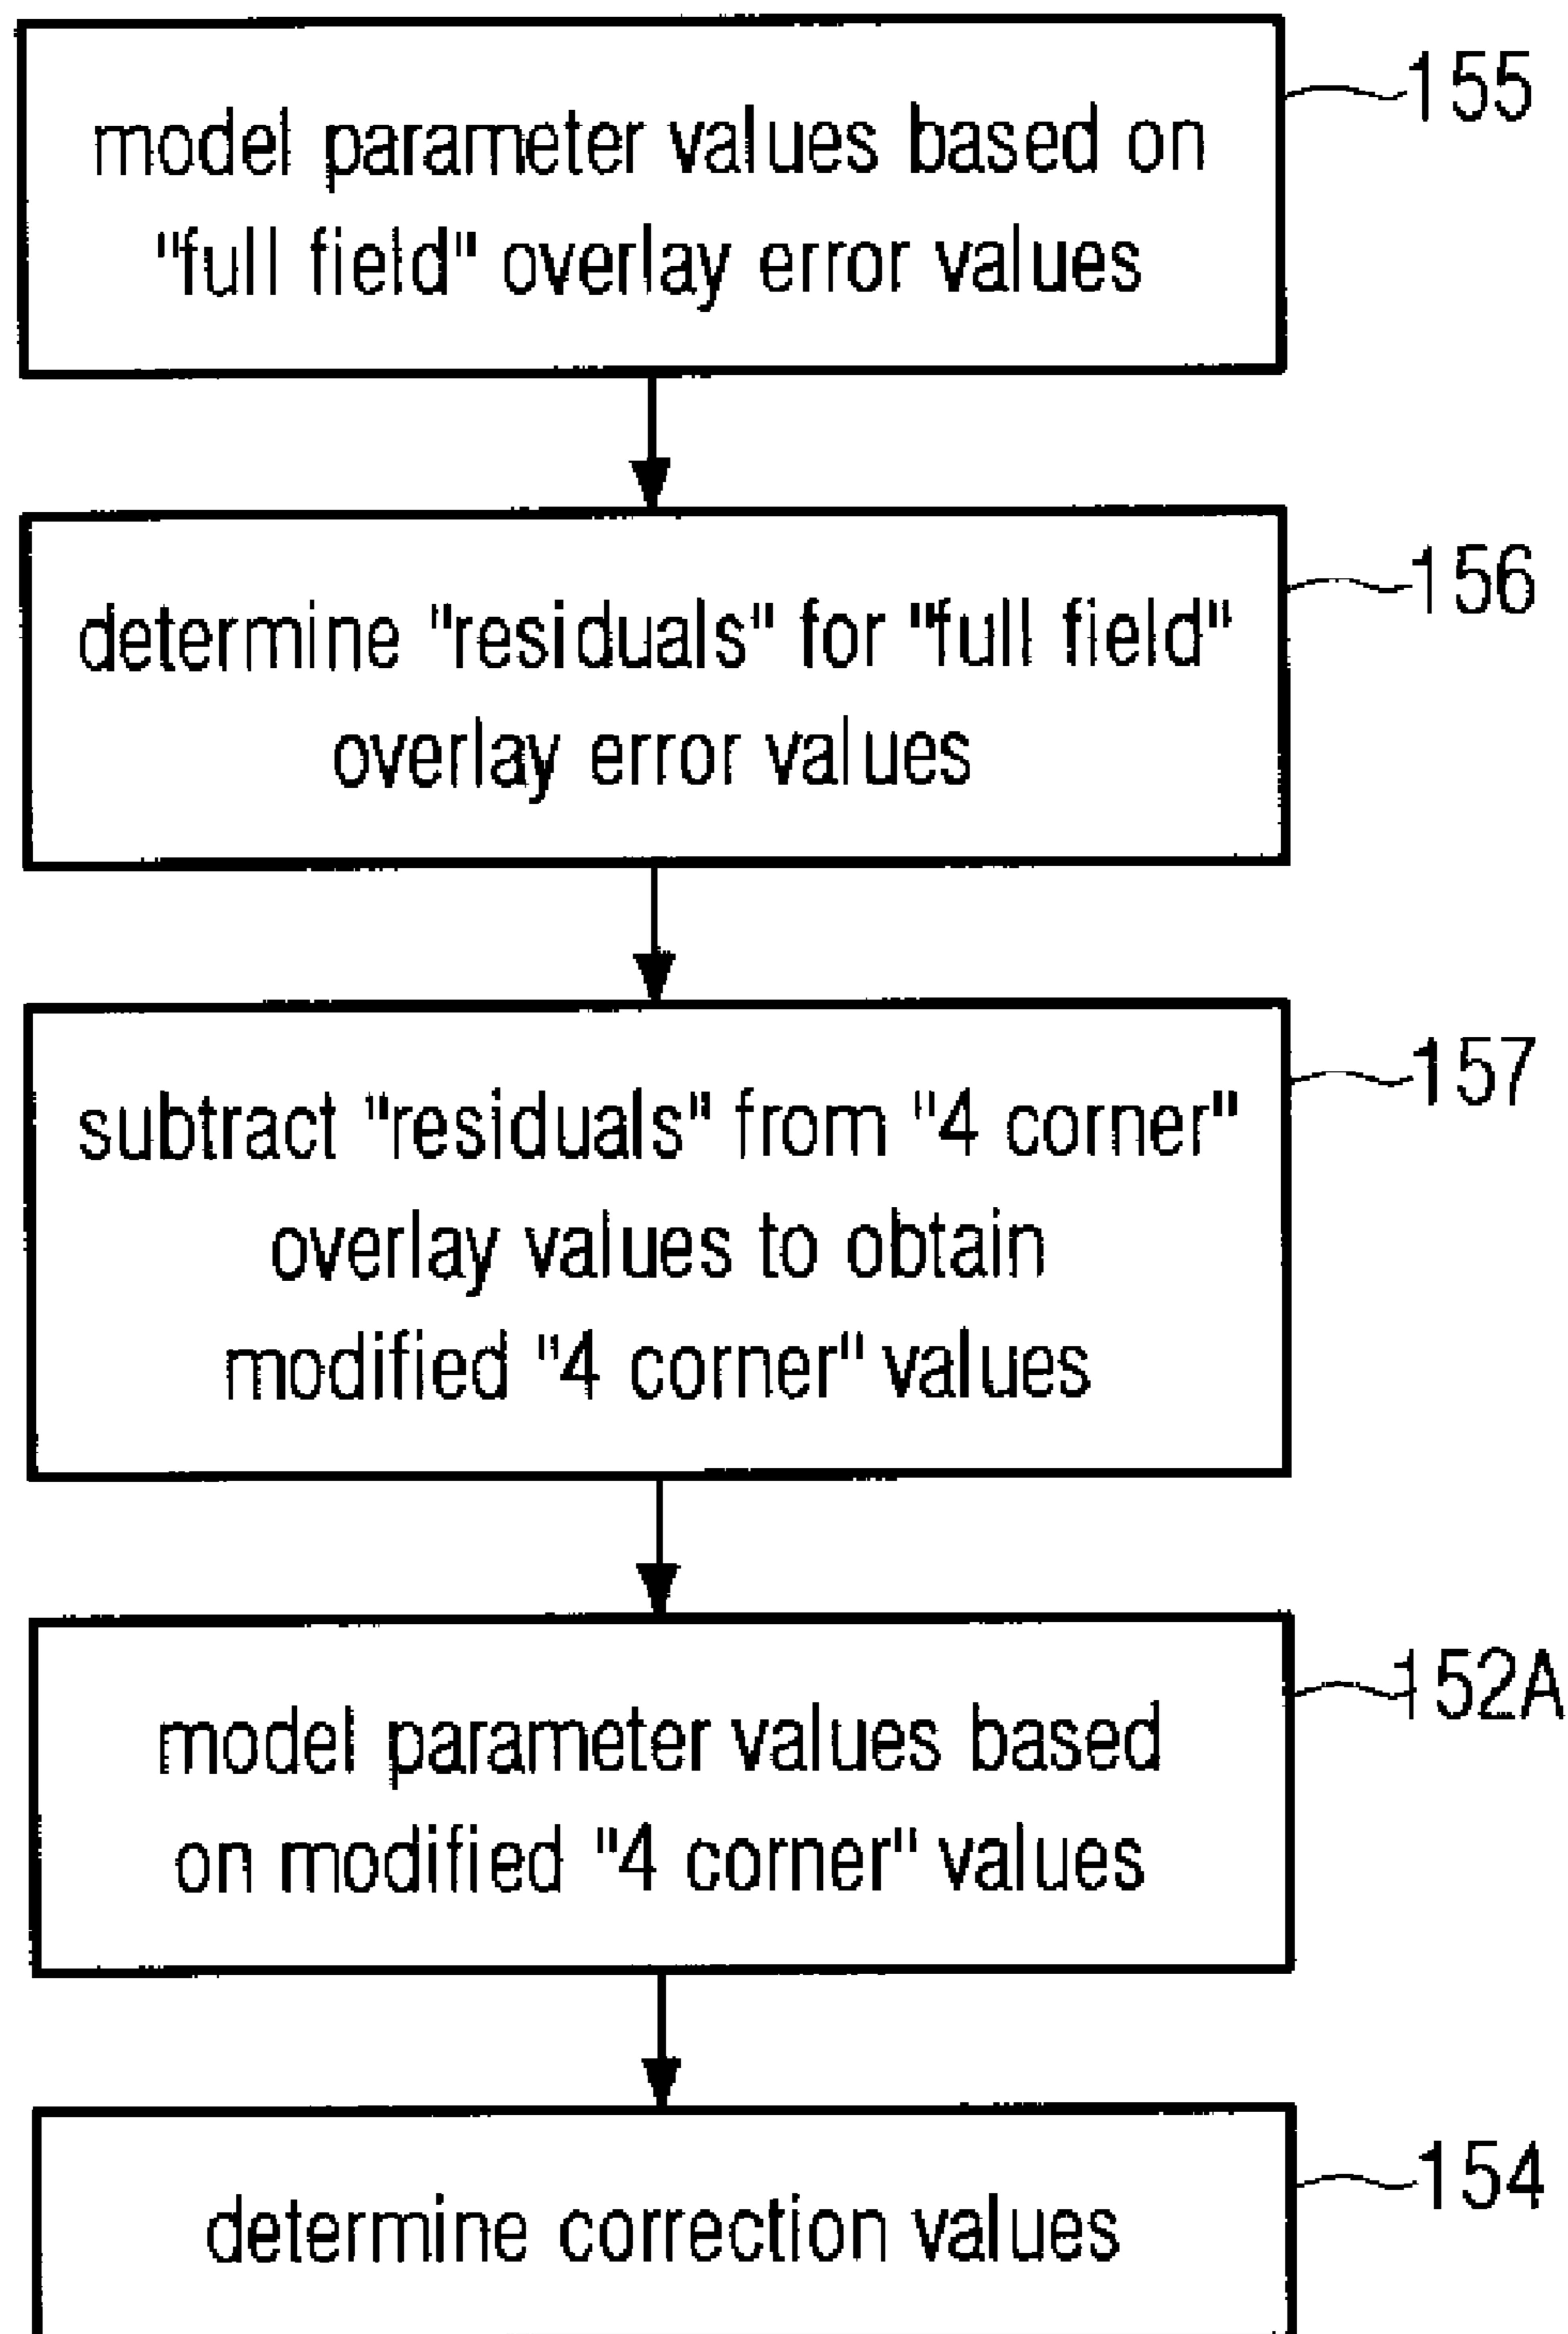 155
model parameter values based on
"full field" overlay error values
156
determine "residuals" for "full field"
overlay error values
157
subtract "residuals" from "4 corner"
overlay values to obtain
modified "4 corner" values
152A
model parameter values based
on modified "4 corner" values
154
determine correction values